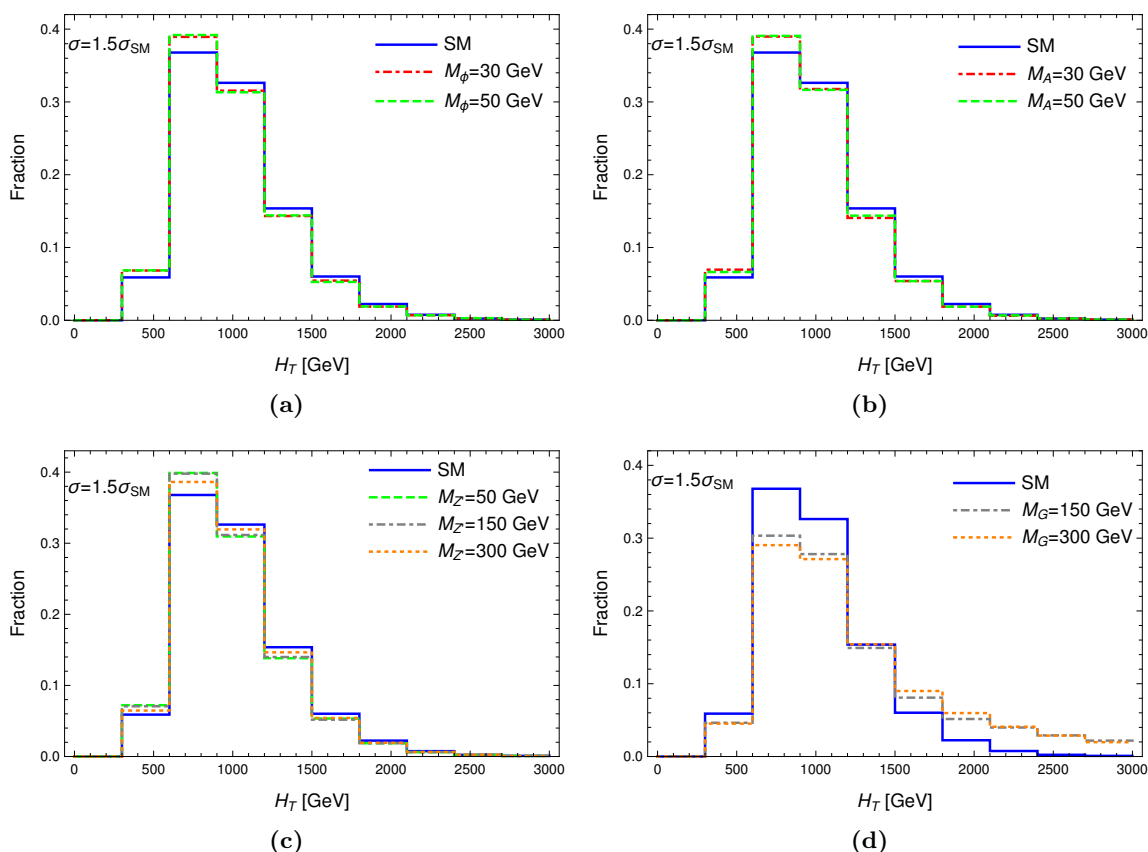 σ=1.5σSM
SM
Mϕ=30 GeV
Mϕ=50 GeV
Fraction
0.4
0.3
0.2
0.1
0.0
0 500 1000 1500 2000 2500 3000
HT [GeV]
(a)
σ=1.5σSM
SM
MA=30 GeV
MA=50 GeV
Fraction
0.4
0.3
0.2
0.1
0.0
0 500 1000 1500 2000 2500 3000
HT [GeV]
(b)
σ=1.5σSM
SM
MZ'=50 GeV
MZ'=150 GeV
MZ'=300 GeV
Fraction
0.4
0.3
0.2
0.1
0.0
0 500 1000 1500 2000 2500 3000
HT [GeV]
(c)
σ=1.5σSM
SM
MG=150 GeV
MG=300 GeV
Fraction
0.4
0.3
0.2
0.1
0.0
0 500 1000 1500 2000 2500 3000
HT [GeV]
(d)